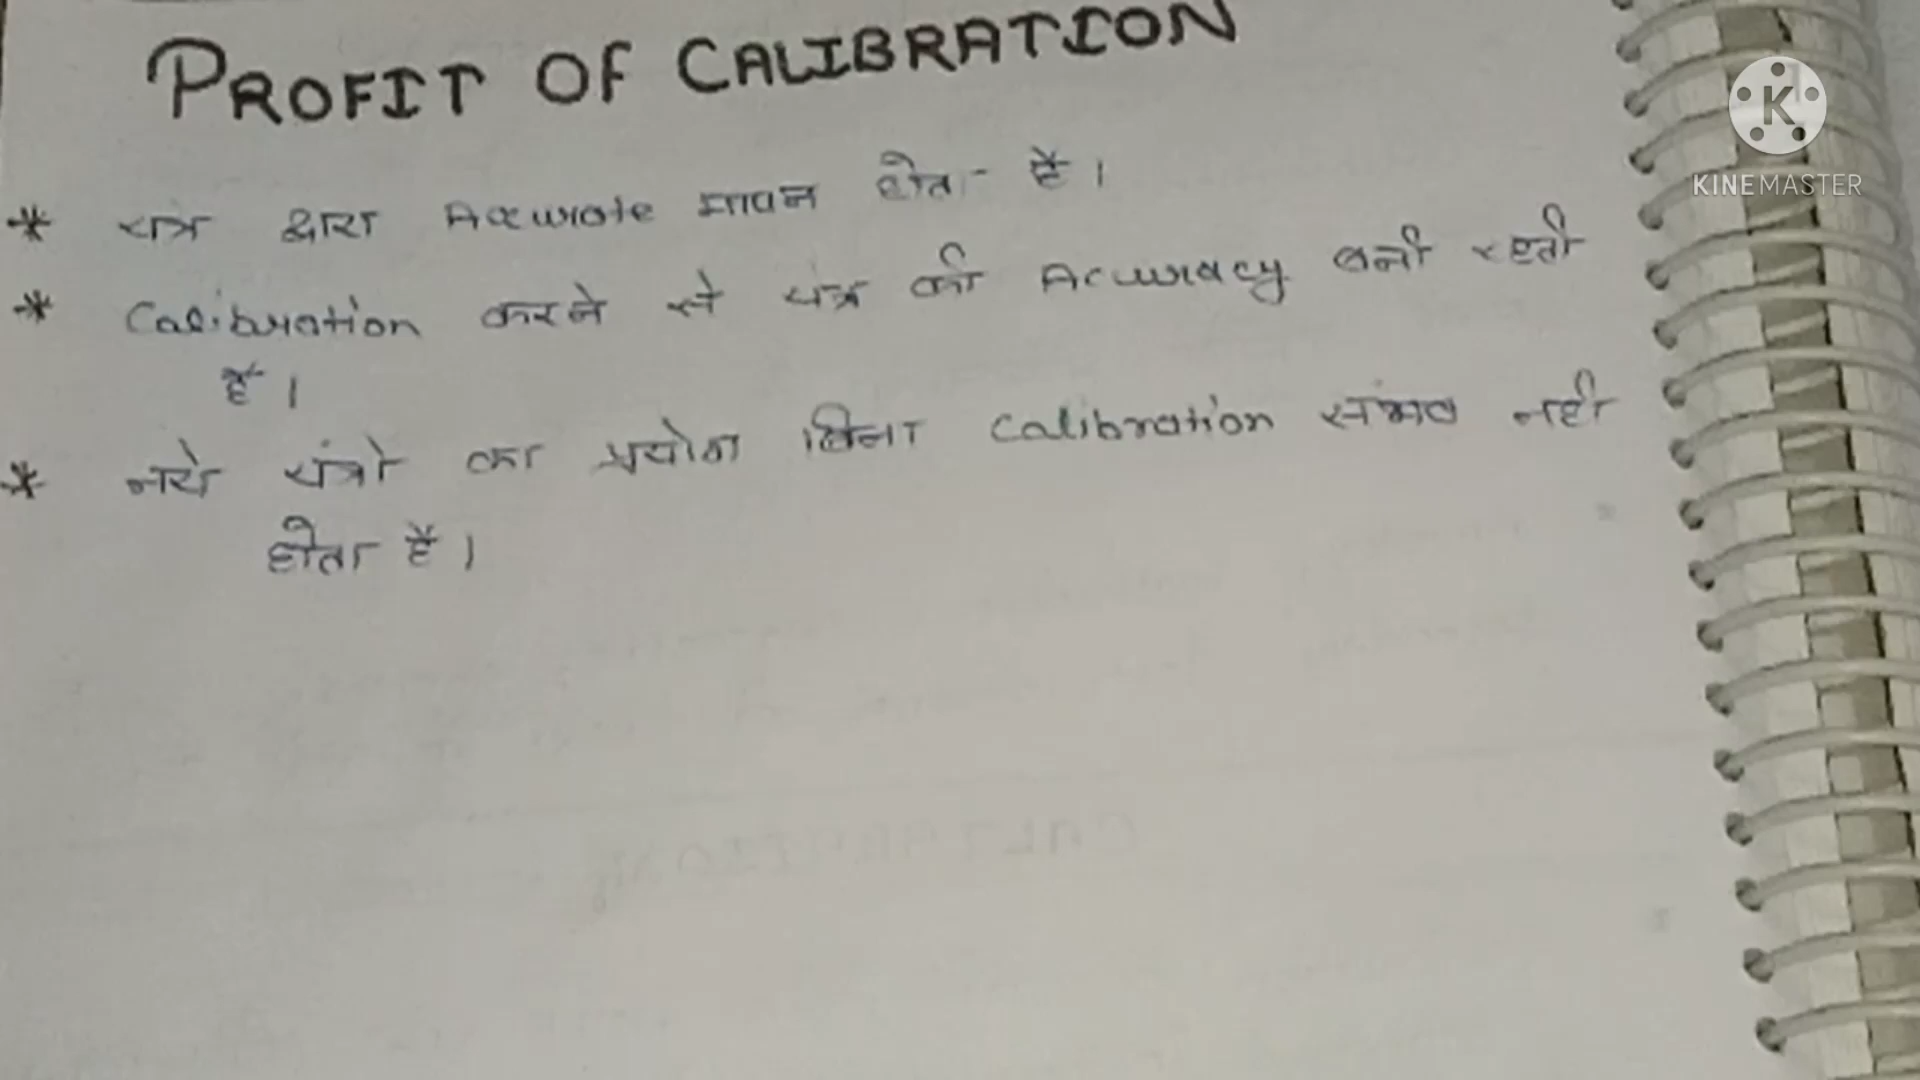 PROFIT OF CALIBRATION
* यंत्र द्वारा Accurate मापन होता है।
* Calibration करने से यंत्र की Accuracy बनी रहती
है।
* नये यंत्रो का प्रयोग बिना Calibration संभव नही
होता है।
K
KINEMASTER